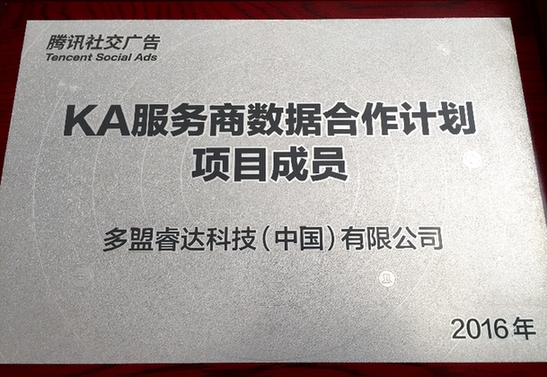 腾讯社交广告
Tencent Social Ads
KA服务商数据合作计划
项目成员
多盟睿达科技(中国)有限公司
2016年